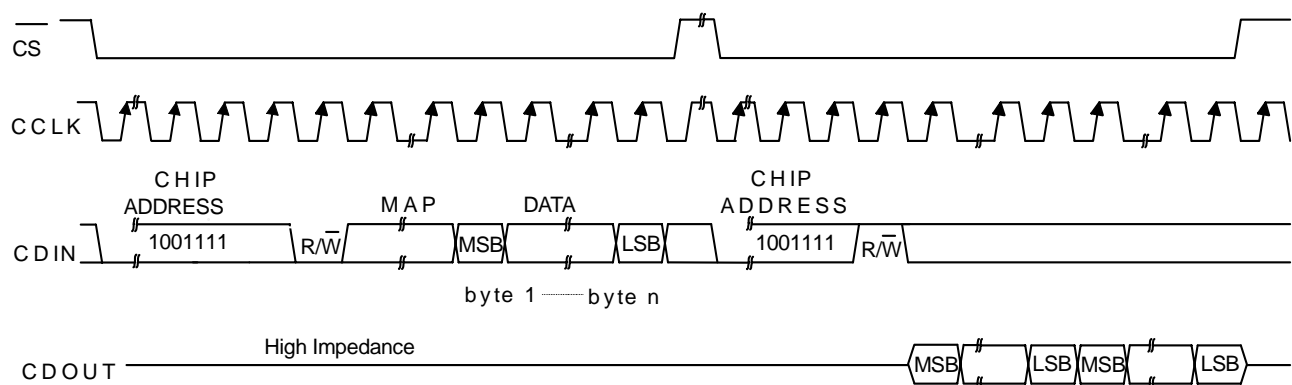 C̅S̅
CCLK
CHIP
ADDRESS
MAP
DATA
CHIP
ADDRESS
CDIN
1001111
R/W̅
MSB
LSB
1001111
R/W̅
byte 1
byte n
High Impedance
CDOUT
MSB
LSB
MSB
LSB